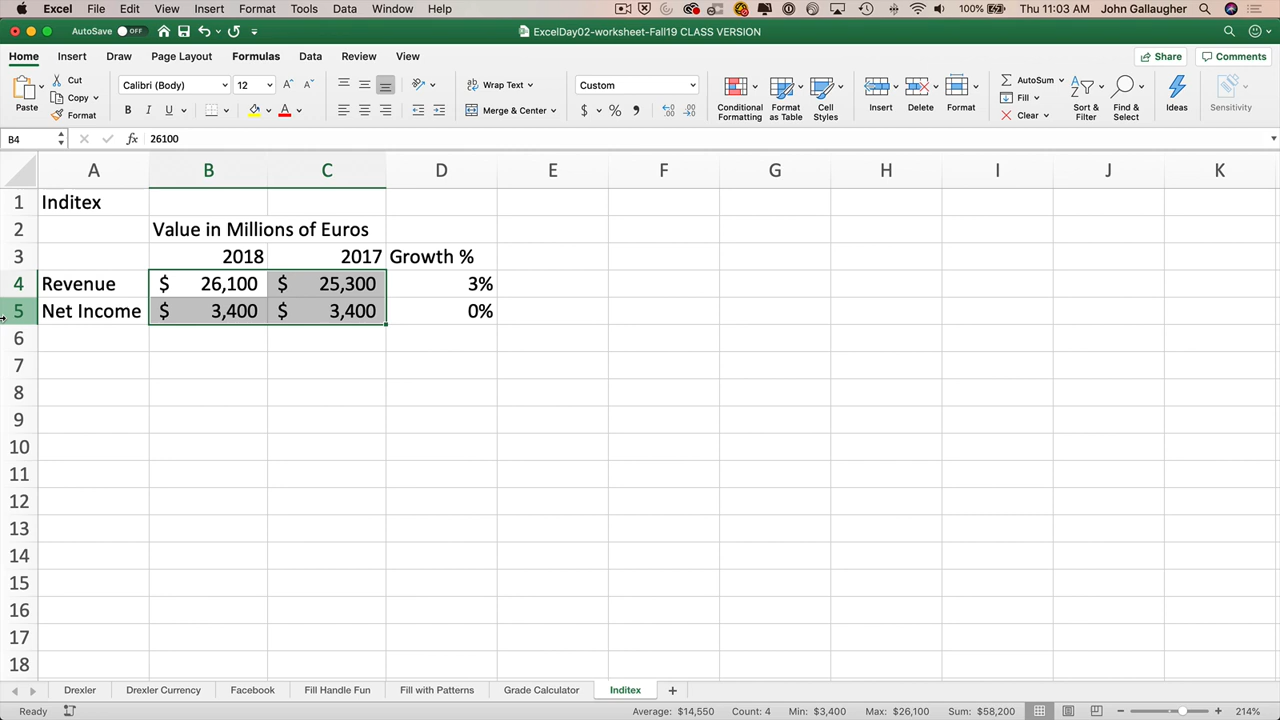 Excel File Edit View Insert Format Tools Data Window Help 100% Thu 11:03 AM John Gallaugher
AutoSave OFF ExcelDay02-worksheet-Fall19 CLASS VERSION
Home Insert Draw Page Layout Formulas Data Review View Share Comments
Paste Cut Copy Format
Calibri (Body) 12 Wrap Text Custom
B I U A Merge & Center $ % 
Conditional Formatting Format as Table Cell Styles Insert Delete Format
AutoSum Fill Clear Sort & Filter Find & Select Ideas Sensitivity
B4 fx 26100
A B C D E F G H I J K
1 Inditex
2 Value in Millions of Euros
3 2018 2017 Growth %
4 Revenue $ 26,100 $ 25,300 3%
5 Net Income $ 3,400 $ 3,400 0%
6
7
8
9
10
11
12
13
14
15
16
17
18
Drexler Drexler Currency Facebook Fill Handle Fun Fill with Patterns Grade Calculator Inditex
Ready Average: $14,550 Count: 4 Min: $3,400 Max: $26,100 Sum: $58,200 214%